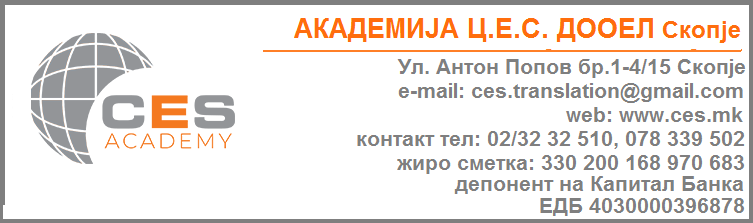 CES
ACADEMY
АКАДЕМИЈА Ц.Е.С. ДООЕЛ Скопје
Ул. Антон Попов бр.1-4/15 Скопје
e-mail: ces.translation@gmail.com
web: www.ces.mk
контакт тел: 02/32 32 510, 078 339 502
жиро сметка: 330 200 168 970 683
депонент на Капитал Банка
ЕДБ 4030000396878